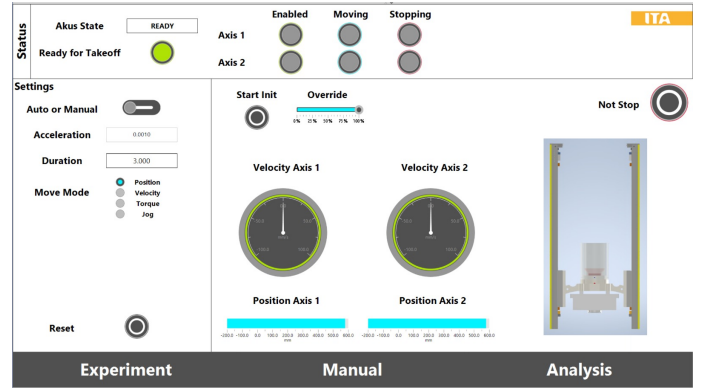 Status
Akus State
READY
Ready for Takeoff
Enabled Moving Stopping
Axis 1
Axis 2
ITA
Settings
Auto or Manual
Acceleration
0.0010
Duration
3.000
Move Mode
Position
Velocity
Torque
Jog
Reset
Start Init
Override
0% 25% 50% 75% 100%
Not Stop
Velocity Axis 1
Velocity Axis 2
Position Axis 1
-200.0 -100.0 0.0 100.0 200.0 300.0 400.0 500.0 600.0
mm
Position Axis 2
-200.0 -100.0 0.0 100.0 200.0 300.0 400.0 500.0 600.0
mm
Experiment
Manual
Analysis